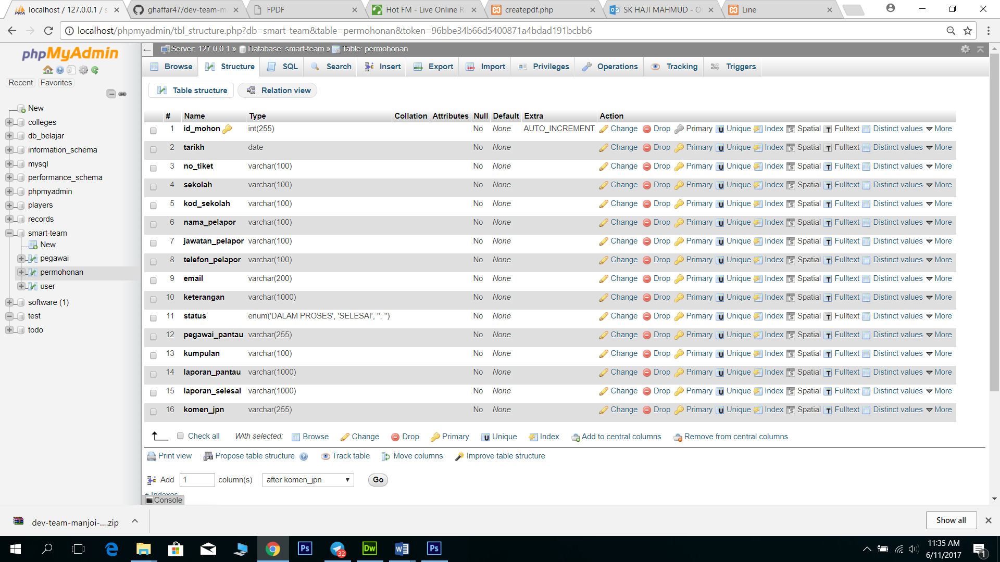 localhost / 127.0.0.1 / s
ghaffar47/dev-team-m
FPDF
Hot FM - Live Online R
createpdf.php
SK HAJI MAHMUD - O
Line
localhost/phpmyadmin/tbl_structure.php?db=smart-team&table=permohonan&token=96bbe34b66d5400871a4bdad191bcbb6
phpMyAdmin
Recent Favorites
New
colleges
db_belajar
information_schema
mysql
performance_schema
phpmyadmin
players
records
smart-team
New
pegawai
permohonan
user
software (1)
test
todo
Server: 127.0.0.1 » Database: smart-team » Table: permohonan
Browse Structure SQL Search Insert Export Import Privileges Operations Tracking Triggers
Table structure Relation view
# Name Type Collation Attributes Null Default Extra Action
1 id_mohon int(255) No None AUTO_INCREMENT Change Drop Primary Unique Index Spatial Fulltext Distinct values More
2 tarikh date No None Change Drop Primary Unique Index Spatial Fulltext Distinct values More
3 no_tiket varchar(100) No None Change Drop Primary Unique Index Spatial Fulltext Distinct values More
4 sekolah varchar(100) No None Change Drop Primary Unique Index Spatial Fulltext Distinct values More
5 kod_sekolah varchar(100) No None Change Drop Primary Unique Index Spatial Fulltext Distinct values More
6 nama_pelapor varchar(100) No None Change Drop Primary Unique Index Spatial Fulltext Distinct values More
7 jawatan_pelapor varchar(100) No None Change Drop Primary Unique Index Spatial Fulltext Distinct values More
8 telefon_pelapor varchar(100) No None Change Drop Primary Unique Index Spatial Fulltext Distinct values More
9 email varchar(200) No None Change Drop Primary Unique Index Spatial Fulltext Distinct values More
10 keterangan varchar(1000) No None Change Drop Primary Unique Index Spatial Fulltext Distinct values More
11 status enum('DALAM PROSES', 'SELESAI', '', '') No None Change Drop Primary Unique Index Spatial Fulltext Distinct values More
12 pegawai_pantau varchar(255) No None Change Drop Primary Unique Index Spatial Fulltext Distinct values More
13 kumpulan varchar(100) No None Change Drop Primary Unique Index Spatial Fulltext Distinct values More
14 laporan_pantau varchar(1000) No None Change Drop Primary Unique Index Spatial Fulltext Distinct values More
15 laporan_selesai varchar(1000) No None Change Drop Primary Unique Index Spatial Fulltext Distinct values More
16 komen_jpn varchar(255) No None Change Drop Primary Unique Index Spatial Fulltext Distinct values More
Check all With selected: Browse Change Drop Primary Unique Index Add to central columns Remove from central columns
Print view Propose table structure Track table Move columns Improve table structure
Add 1 column(s) after komen_jpn Go
+ Indexes
Console
dev-team-manjoi-....zip
Show all
Ps
32
Dw
Ps
11:35 AM
6/11/2017
1